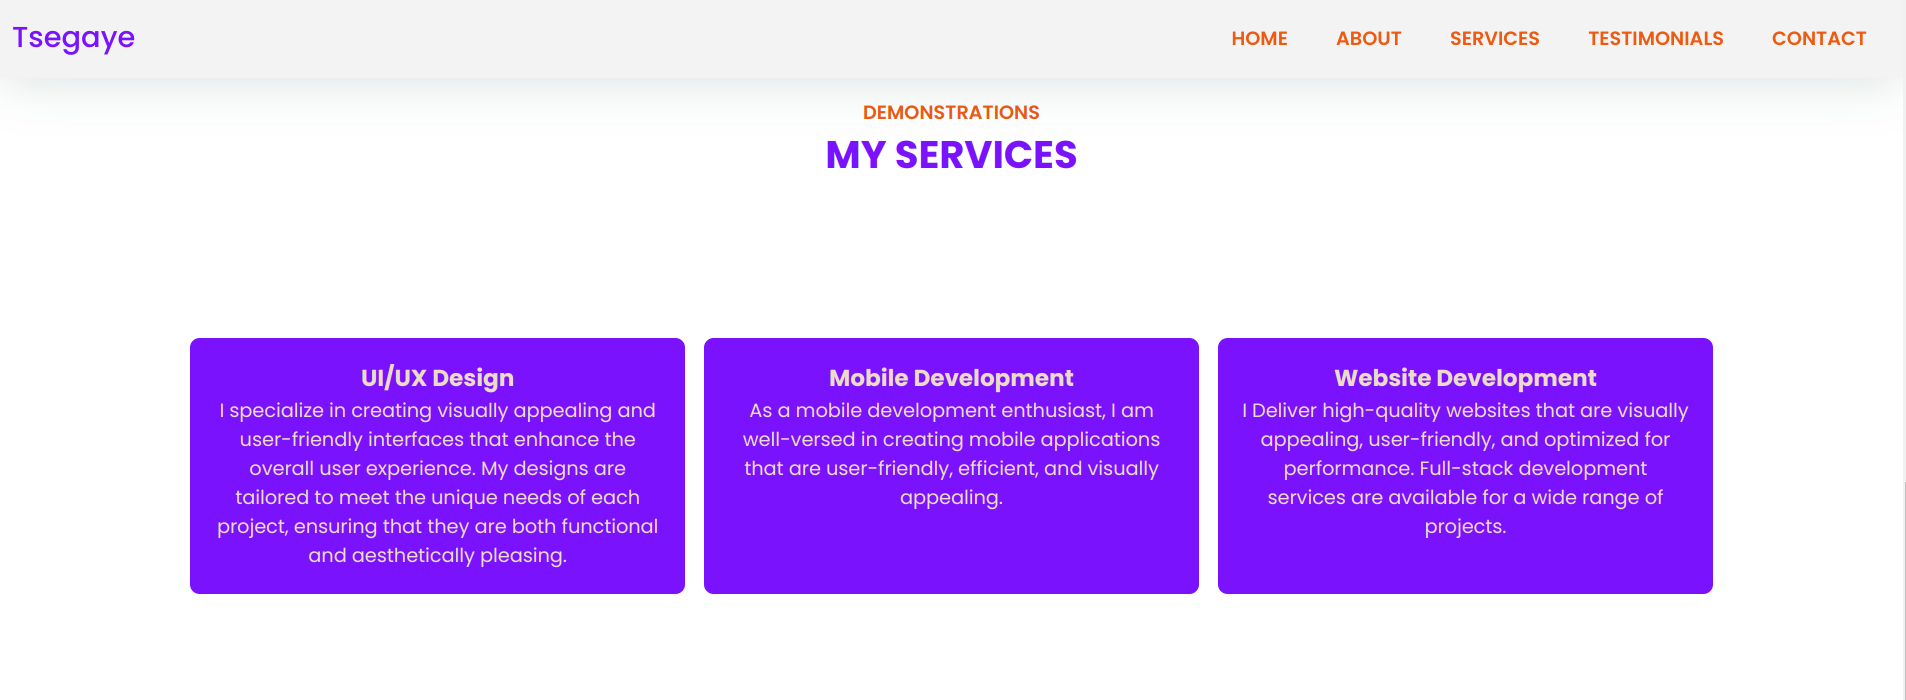 Tsegaye
HOME ABOUT SERVICES TESTIMONIALS CONTACT
DEMONSTRATIONS
MY SERVICES
UI/UX Design
I specialize in creating visually appealing and
user-friendly interfaces that enhance the
overall user experience. My designs are
tailored to meet the unique needs of each
project, ensuring that they are both functional
and aesthetically pleasing.
Mobile Development
As a mobile development enthusiast, I am
well-versed in creating mobile applications
that are user-friendly, efficient, and visually
appealing.
Website Development
I Deliver high-quality websites that are visually
appealing, user-friendly, and optimized for
performance. Full-stack development
services are available for a wide range of
projects.